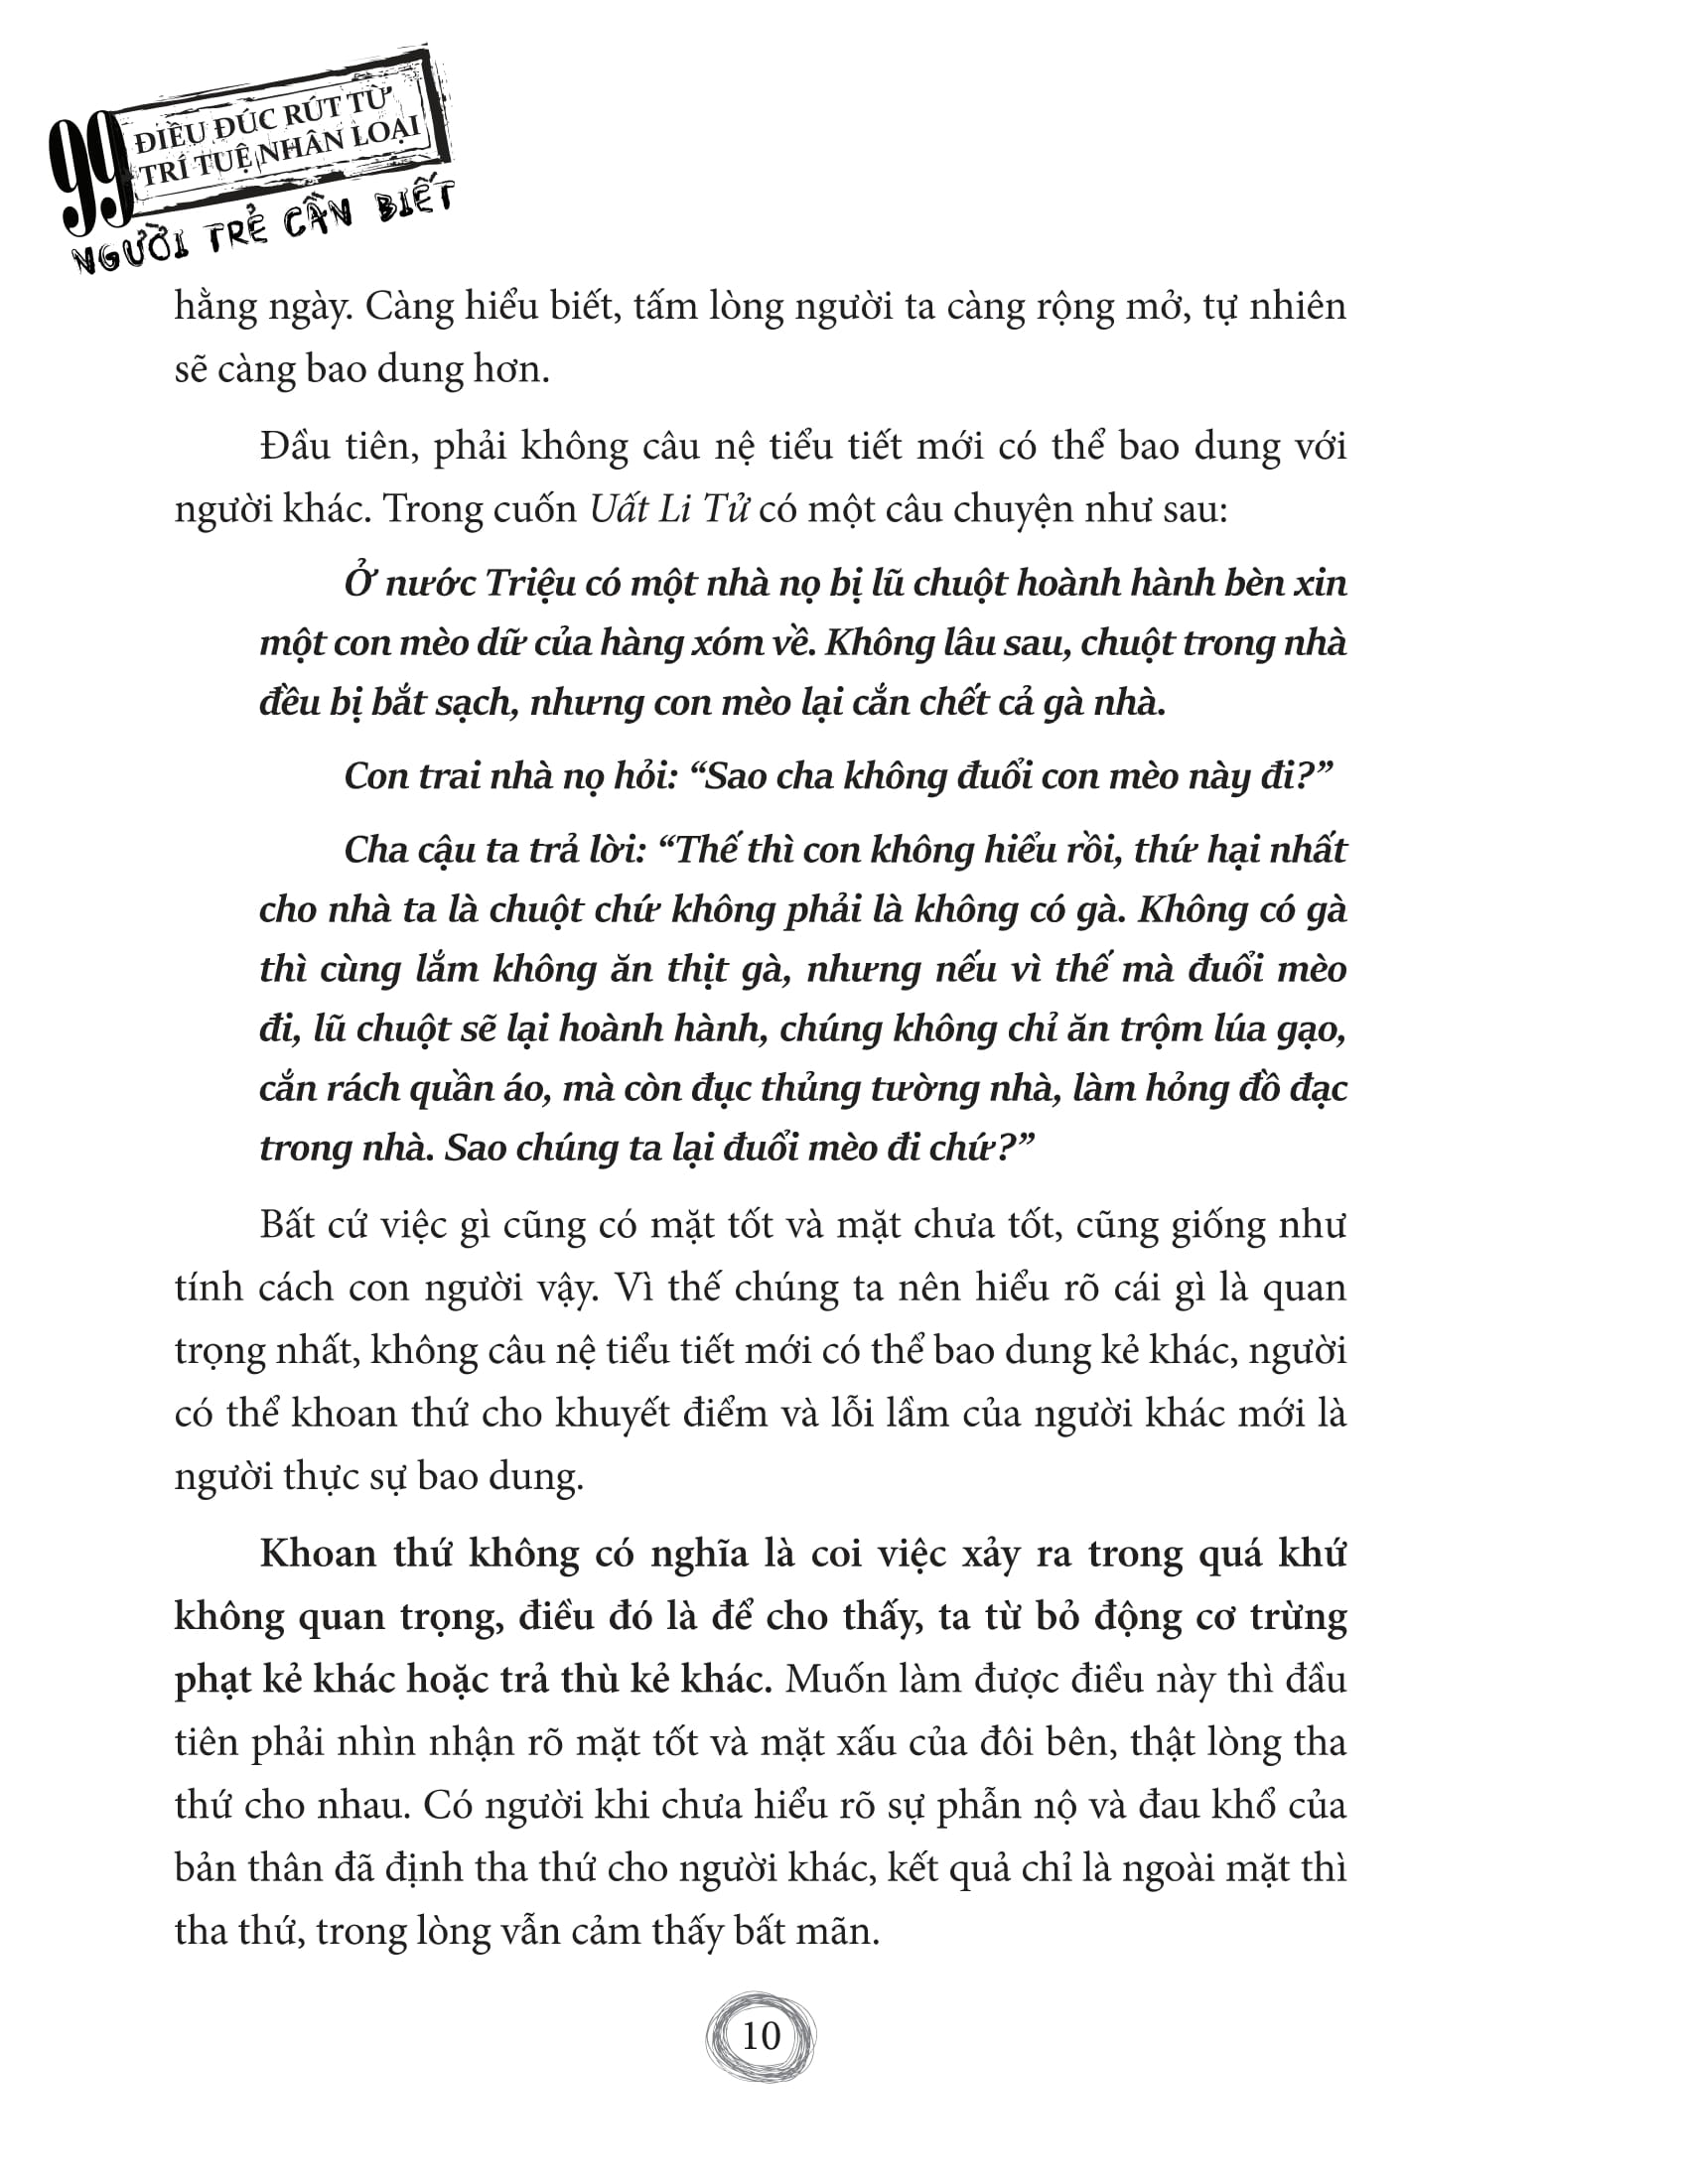 99 ĐIỀU ĐÚC RÚT TỪ
TRÍ TUỆ NHÂN LOẠI
NGƯỜI TRẺ CẦN BIẾT
hằng ngày. Càng hiểu biết, tấm lòng người ta càng rộng mở, tự nhiên
sẽ càng bao dung hơn.
Đầu tiên, phải không câu nệ tiểu tiết mới có thể bao dung với
người khác. Trong cuốn Uất Li Tử có một câu chuyện như sau:
Ở nước Triệu có một nhà nọ bị lũ chuột hoành hành bèn xin
một con mèo dữ của hàng xóm về. Không lâu sau, chuột trong nhà
đều bị bắt sạch, nhưng con mèo lại cắn chết cả gà nhà.
Con trai nhà nọ hỏi: “Sao cha không đuổi con mèo này đi?”
Cha cậu ta trả lời: “Thế thì con không hiểu rồi, thứ hại nhất
cho nhà ta là chuột chứ không phải là không có gà. Không có gà
thì cùng lắm không ăn thịt gà, nhưng nếu vì thế mà đuổi mèo
đi, lũ chuột sẽ lại hoành hành, chúng không chỉ ăn trộm lúa gạo,
cắn rách quần áo, mà còn đục thủng tường nhà, làm hỏng đồ đạc
trong nhà. Sao chúng ta lại đuổi mèo đi chứ?”
Bất cứ việc gì cũng có mặt tốt và mặt chưa tốt, cũng giống như
tính cách con người vậy. Vì thế chúng ta nên hiểu rõ cái gì là quan
trọng nhất, không câu nệ tiểu tiết mới có thể bao dung kẻ khác, người
có thể khoan thứ cho khuyết điểm và lỗi lầm của người khác mới là
người thực sự bao dung.
Khoan thứ không có nghĩa là coi việc xảy ra trong quá khứ
không quan trọng, điều đó là để cho thấy, ta từ bỏ động cơ trừng
phạt kẻ khác hoặc trả thù kẻ khác. Muốn làm được điều này thì đầu
tiên phải nhìn nhận rõ mặt tốt và mặt xấu của đôi bên, thật lòng tha
thứ cho nhau. Có người khi chưa hiểu rõ sự phẫn nộ và đau khổ của
bản thân đã định tha thứ cho người khác, kết quả chỉ là ngoài mặt thì
tha thứ, trong lòng vẫn cảm thấy bất mãn.
10